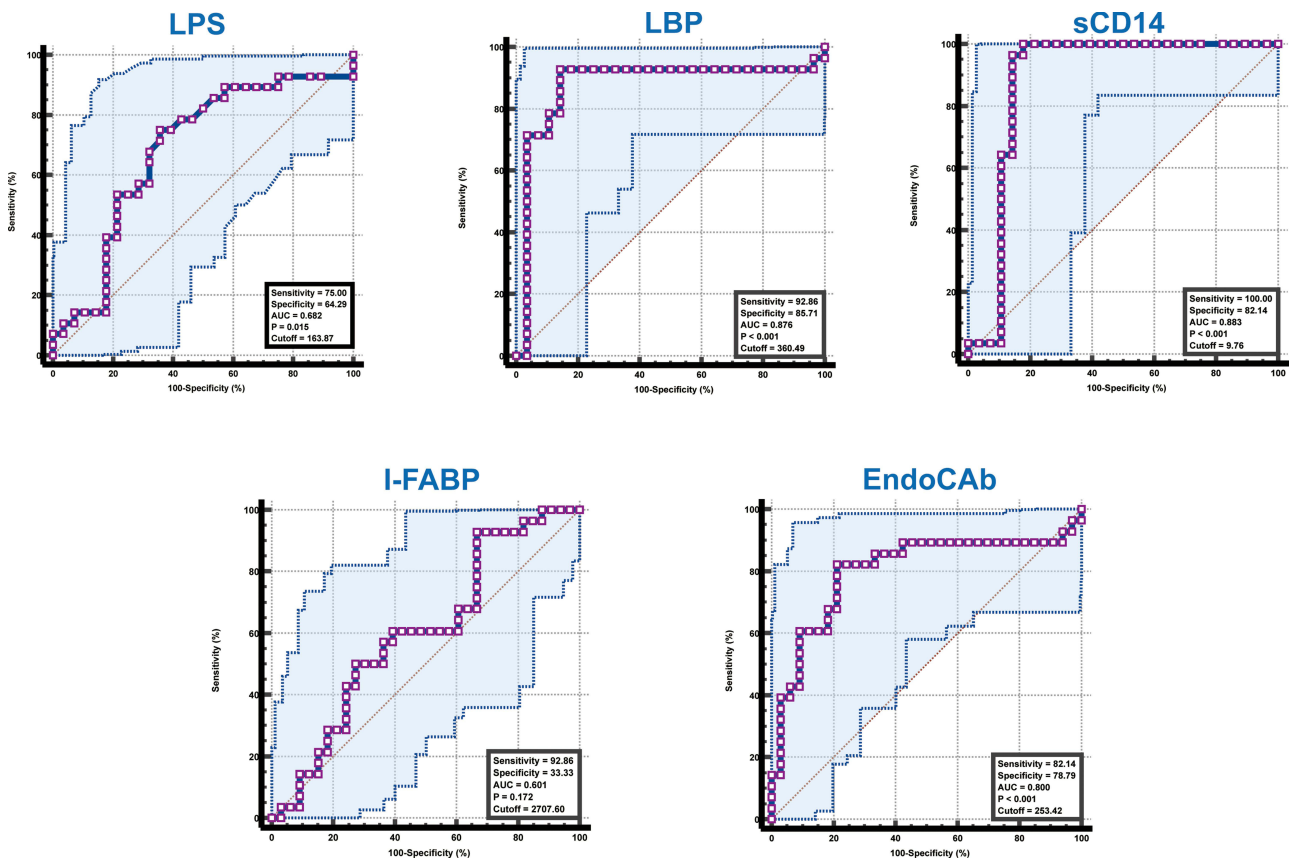 LPS
100
80
60
40
20
0
Sensitivity (%)
0
20
40
60
80
100
100-Specificity (%)
Sensitivity = 75.00
Specificity = 64.29
AUC = 0.682
P = 0.015
Cutoff = 163.87
LBP
100
80
60
40
20
0
Sensitivity (%)
0
20
40
60
80
100
100-Specificity (%)
Sensitivity = 92.86
Specificity = 85.71
AUC = 0.876
P < 0.001
Cutoff = 360.49
sCD14
100
80
60
40
20
0
Sensitivity (%)
0
20
40
60
80
100
100-Specificity (%)
Sensitivity = 100.00
Specificity = 82.14
AUC = 0.883
P < 0.001
Cutoff = 9.76
I-FABP
100
80
60
40
20
0
Sensitivity (%)
0
20
40
60
80
100
100-Specificity (%)
Sensitivity = 92.86
Specificity = 33.33
AUC = 0.601
P = 0.172
Cutoff = 2707.60
EndoCAb
100
80
60
40
20
0
Sensitivity (%)
0
20
40
60
80
100
100-Specificity (%)
Sensitivity = 82.14
Specificity = 78.79
AUC = 0.800
P < 0.001
Cutoff = 253.42